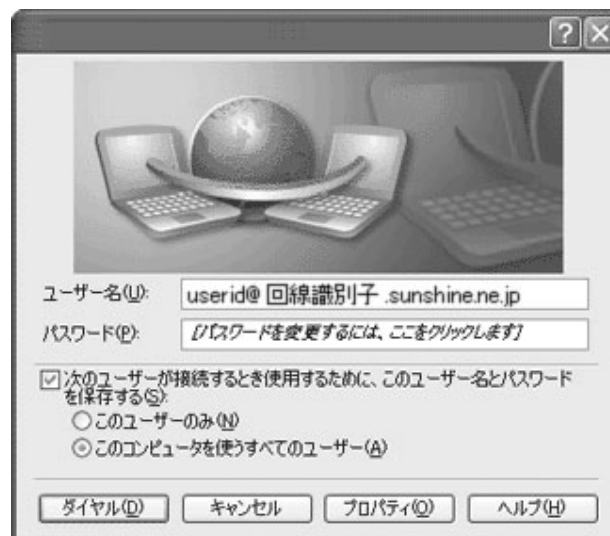 ユーザー名(U):
userid@ 回線識別子 .sunshine.ne.jp
パスワード(P):
[パスワードを変更するには、ここをクリックします]
次のユーザーが接続するとき使用するために、このユーザー名とパスワード
を保存する(S):
このユーザーのみ(N)
このコンピュータを使うすべてのユーザー(A)
ダイヤル(D) キャンセル プロパティ(O) ヘルプ(H)